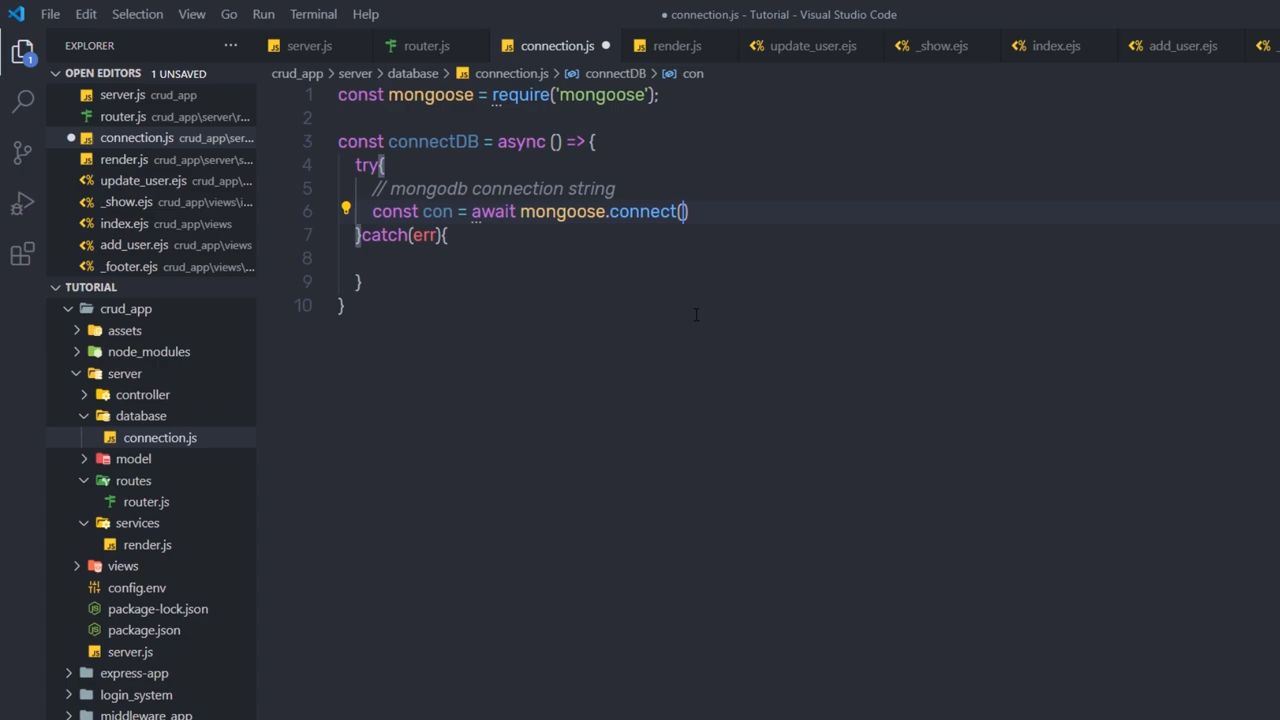 File Edit Selection View Go Run Terminal Help ● connection.js - Tutorial - Visual Studio Code
EXPLORER ··· server.js router.js connection.js ● render.js update_user.ejs _show.ejs index.ejs add_user.ejs
1
OPEN EDITORS 1 UNSAVED
crud_app > server > database > connection.js > connectDB > con
server.js crud_app
router.js crud_app\server\r...
connection.js crud_app\ser...
render.js crud_app\server\s...
update_user.ejs crud_app\v...
_show.ejs crud_app\views\i...
index.ejs crud_app\views
add_user.ejs crud_app\views
_footer.ejs crud_app\views\...
TUTORIAL
crud_app
assets
node_modules
server
controller
database
connection.js
model
routes
router.js
services
render.js
views
config.env
package-lock.json
package.json
server.js
express-app
login_system
middleware_app
1 const mongoose = require('mongoose');
2
3 const connectDB = async () => {
4 try{
5 // mongodb connection string
6 const con = await mongoose.connect()
7 }catch(err){
8
9 }
10 }